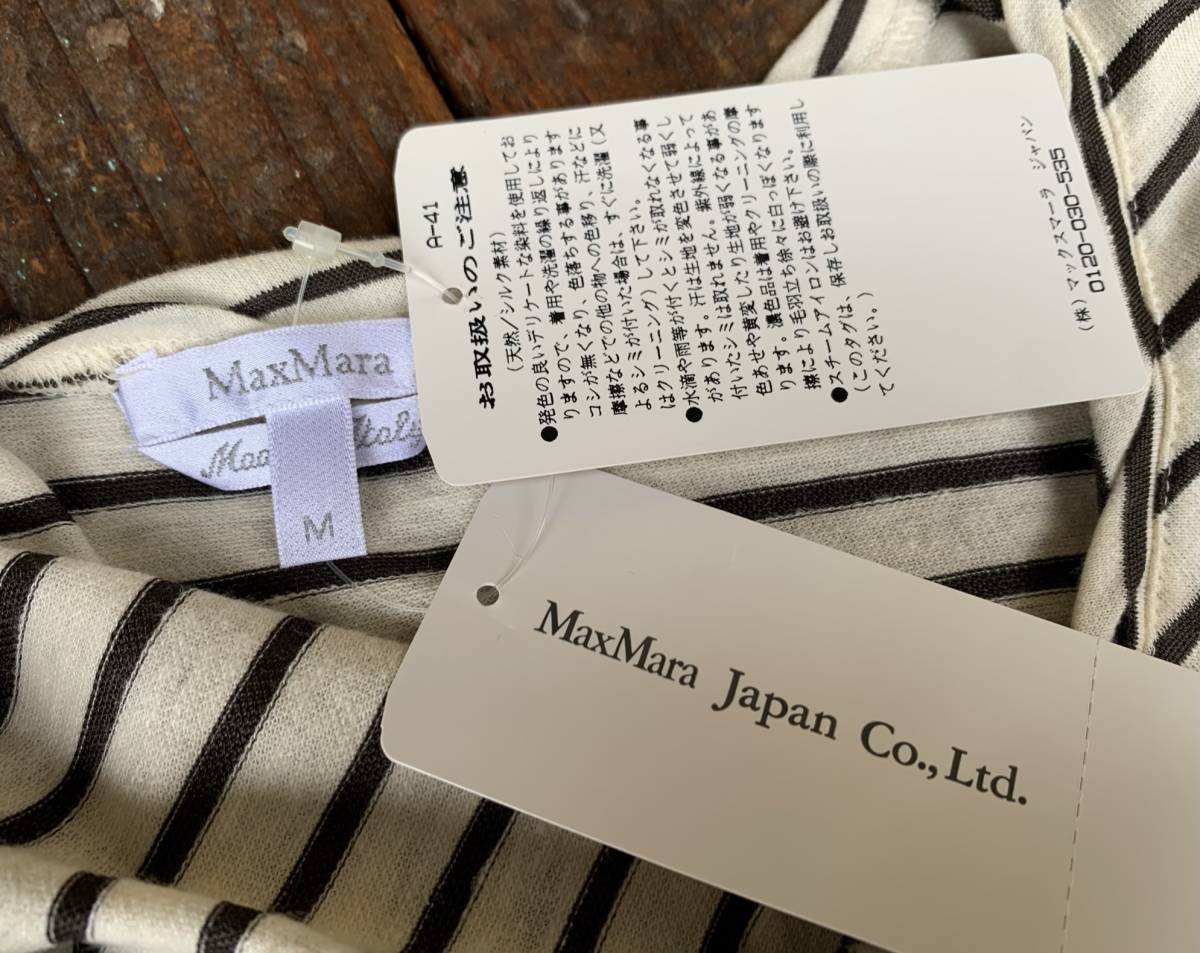 MaxMara
Italy
M
A-41
お取扱いのご注意
(天然/シルク素材)
●発色の良いデリケートな染料を使用してお
りますので、着用や洗濯の繰り返しにより
コシが無くなり、色落ちする事があります
摩擦などでの他の物への色移り、汗などに
よるシミが付いた場合は、すぐに洗濯(又
はクリーニング)して下さい。
●水滴や雨等が付くとシミが取れなくなる事
があります。汗は生地を変色させて弱くし
付いたシミは取れません。紫外線によって
色あせや黄変したり生地が弱くなる事があ
ります。濃色品は着用やクリーニングの摩
擦により毛羽立ち徐々に白っぽくなります
●スチームアイロンはお避け下さい。
(このタグは、保存しお取扱いの際に利用し
てください。)
(株)マックスマーラ ジャパン
0120-030-535
MaxMara Japan Co.,Ltd.